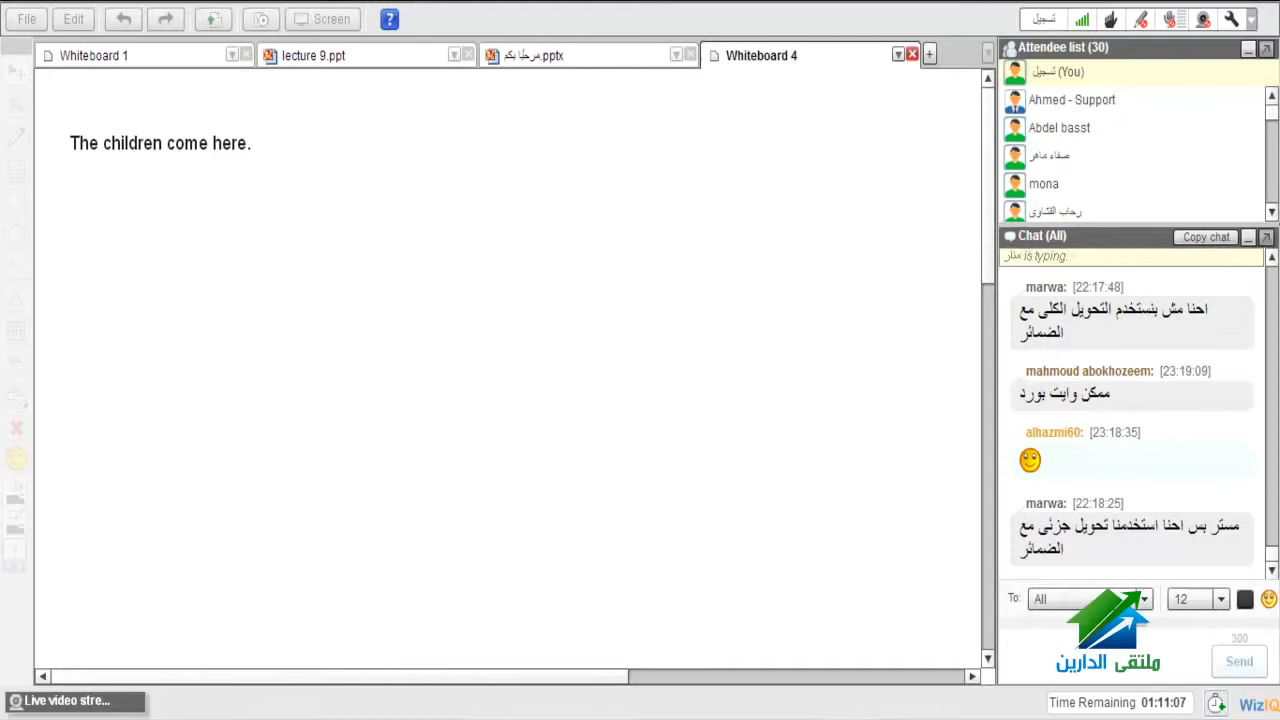 File
Edit
Screen
?
تسجيل
Whiteboard 1
lecture 9.ppt
مرحبًا بكم.pptx
Whiteboard 4
The children come here.
Attendee list (30)
تسجيل (You)
Ahmed - Support
Abdel basst
صفاء ماهر
mona
رحاب القشاوى
Chat (All)
Copy chat
منار is typing.
marwa: [22:17:48]
احنا مش بنستخدم التحويل الكلى مع
الضمائر
mahmoud abokhozeem: [23:19:09]
ممكن وايت بورد
alhazmi60: [23:18:35]
marwa: [22:18:25]
مستر بس احنا استخدمنا تحويل جزئى مع
الضمائر
To:
All
12
300
Send
ملتقى الدارين
Live video stre...
Time Remaining 01:11:07
WizIQ